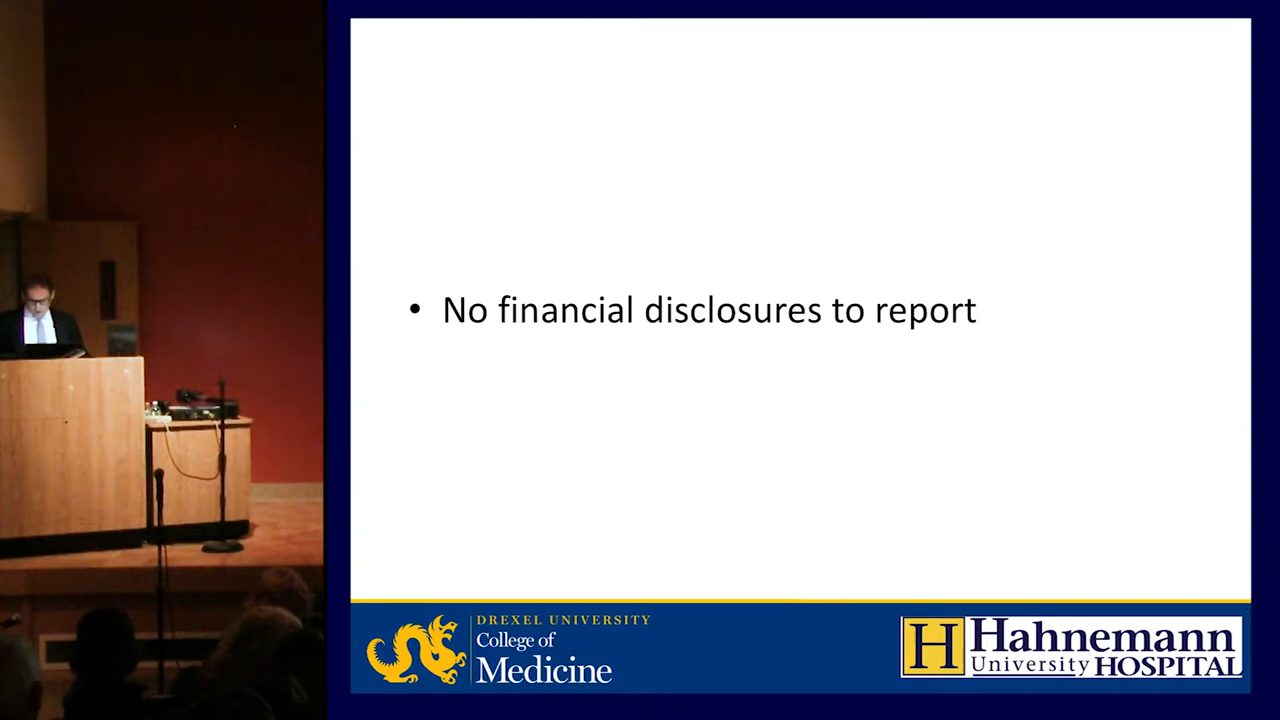 • No financial disclosures to report
DREXEL UNIVERSITY
College of
Medicine
H
Hahnemann
University HOSPITAL